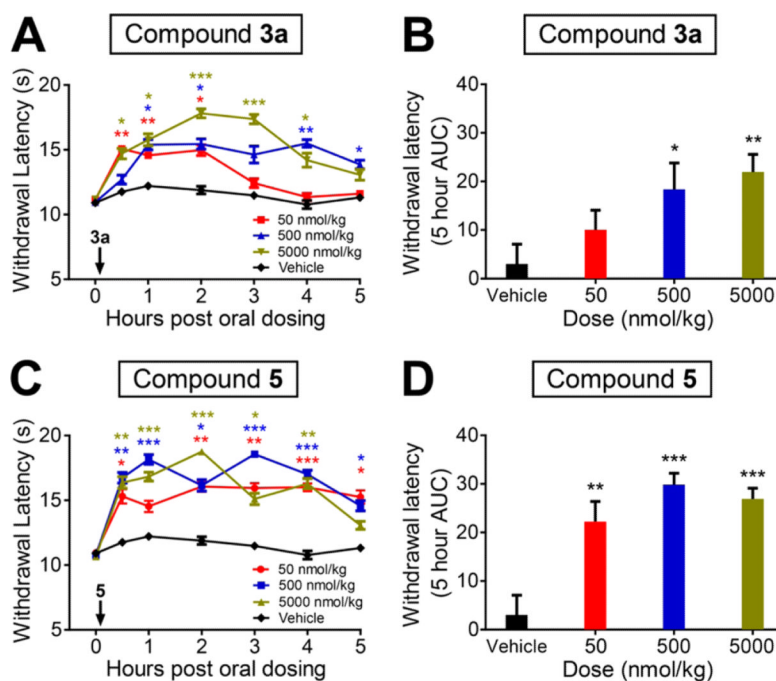 A
Compound 3a
Withdrawal Latency (s)
20
15
10
5
** * * * *** * * *** ** * *
3a
50 nmol/kg
500 nmol/kg
5000 nmol/kg
Vehicle
0 1 2 3 4 5
Hours post oral dosing
B
Compound 3a
Withdrawal latency
(5 hour AUC)
40
30
20
10
0
* **
Vehicle 50 500 5000
Dose (nmol/kg)
C
Compound 5
Withdrawal Latency (s)
20
15
10
5
** *** *** * **
** *** * *** *** *
* ** ** *** *
5
50 nmol/kg
500 nmol/kg
5000 nmol/kg
Vehicle
0 1 2 3 4 5
Hours post oral dosing
D
Compound 5
Withdrawal latency
(5 hour AUC)
40
30
20
10
0
** *** ***
Vehicle 50 500 5000
Dose (nmol/kg)